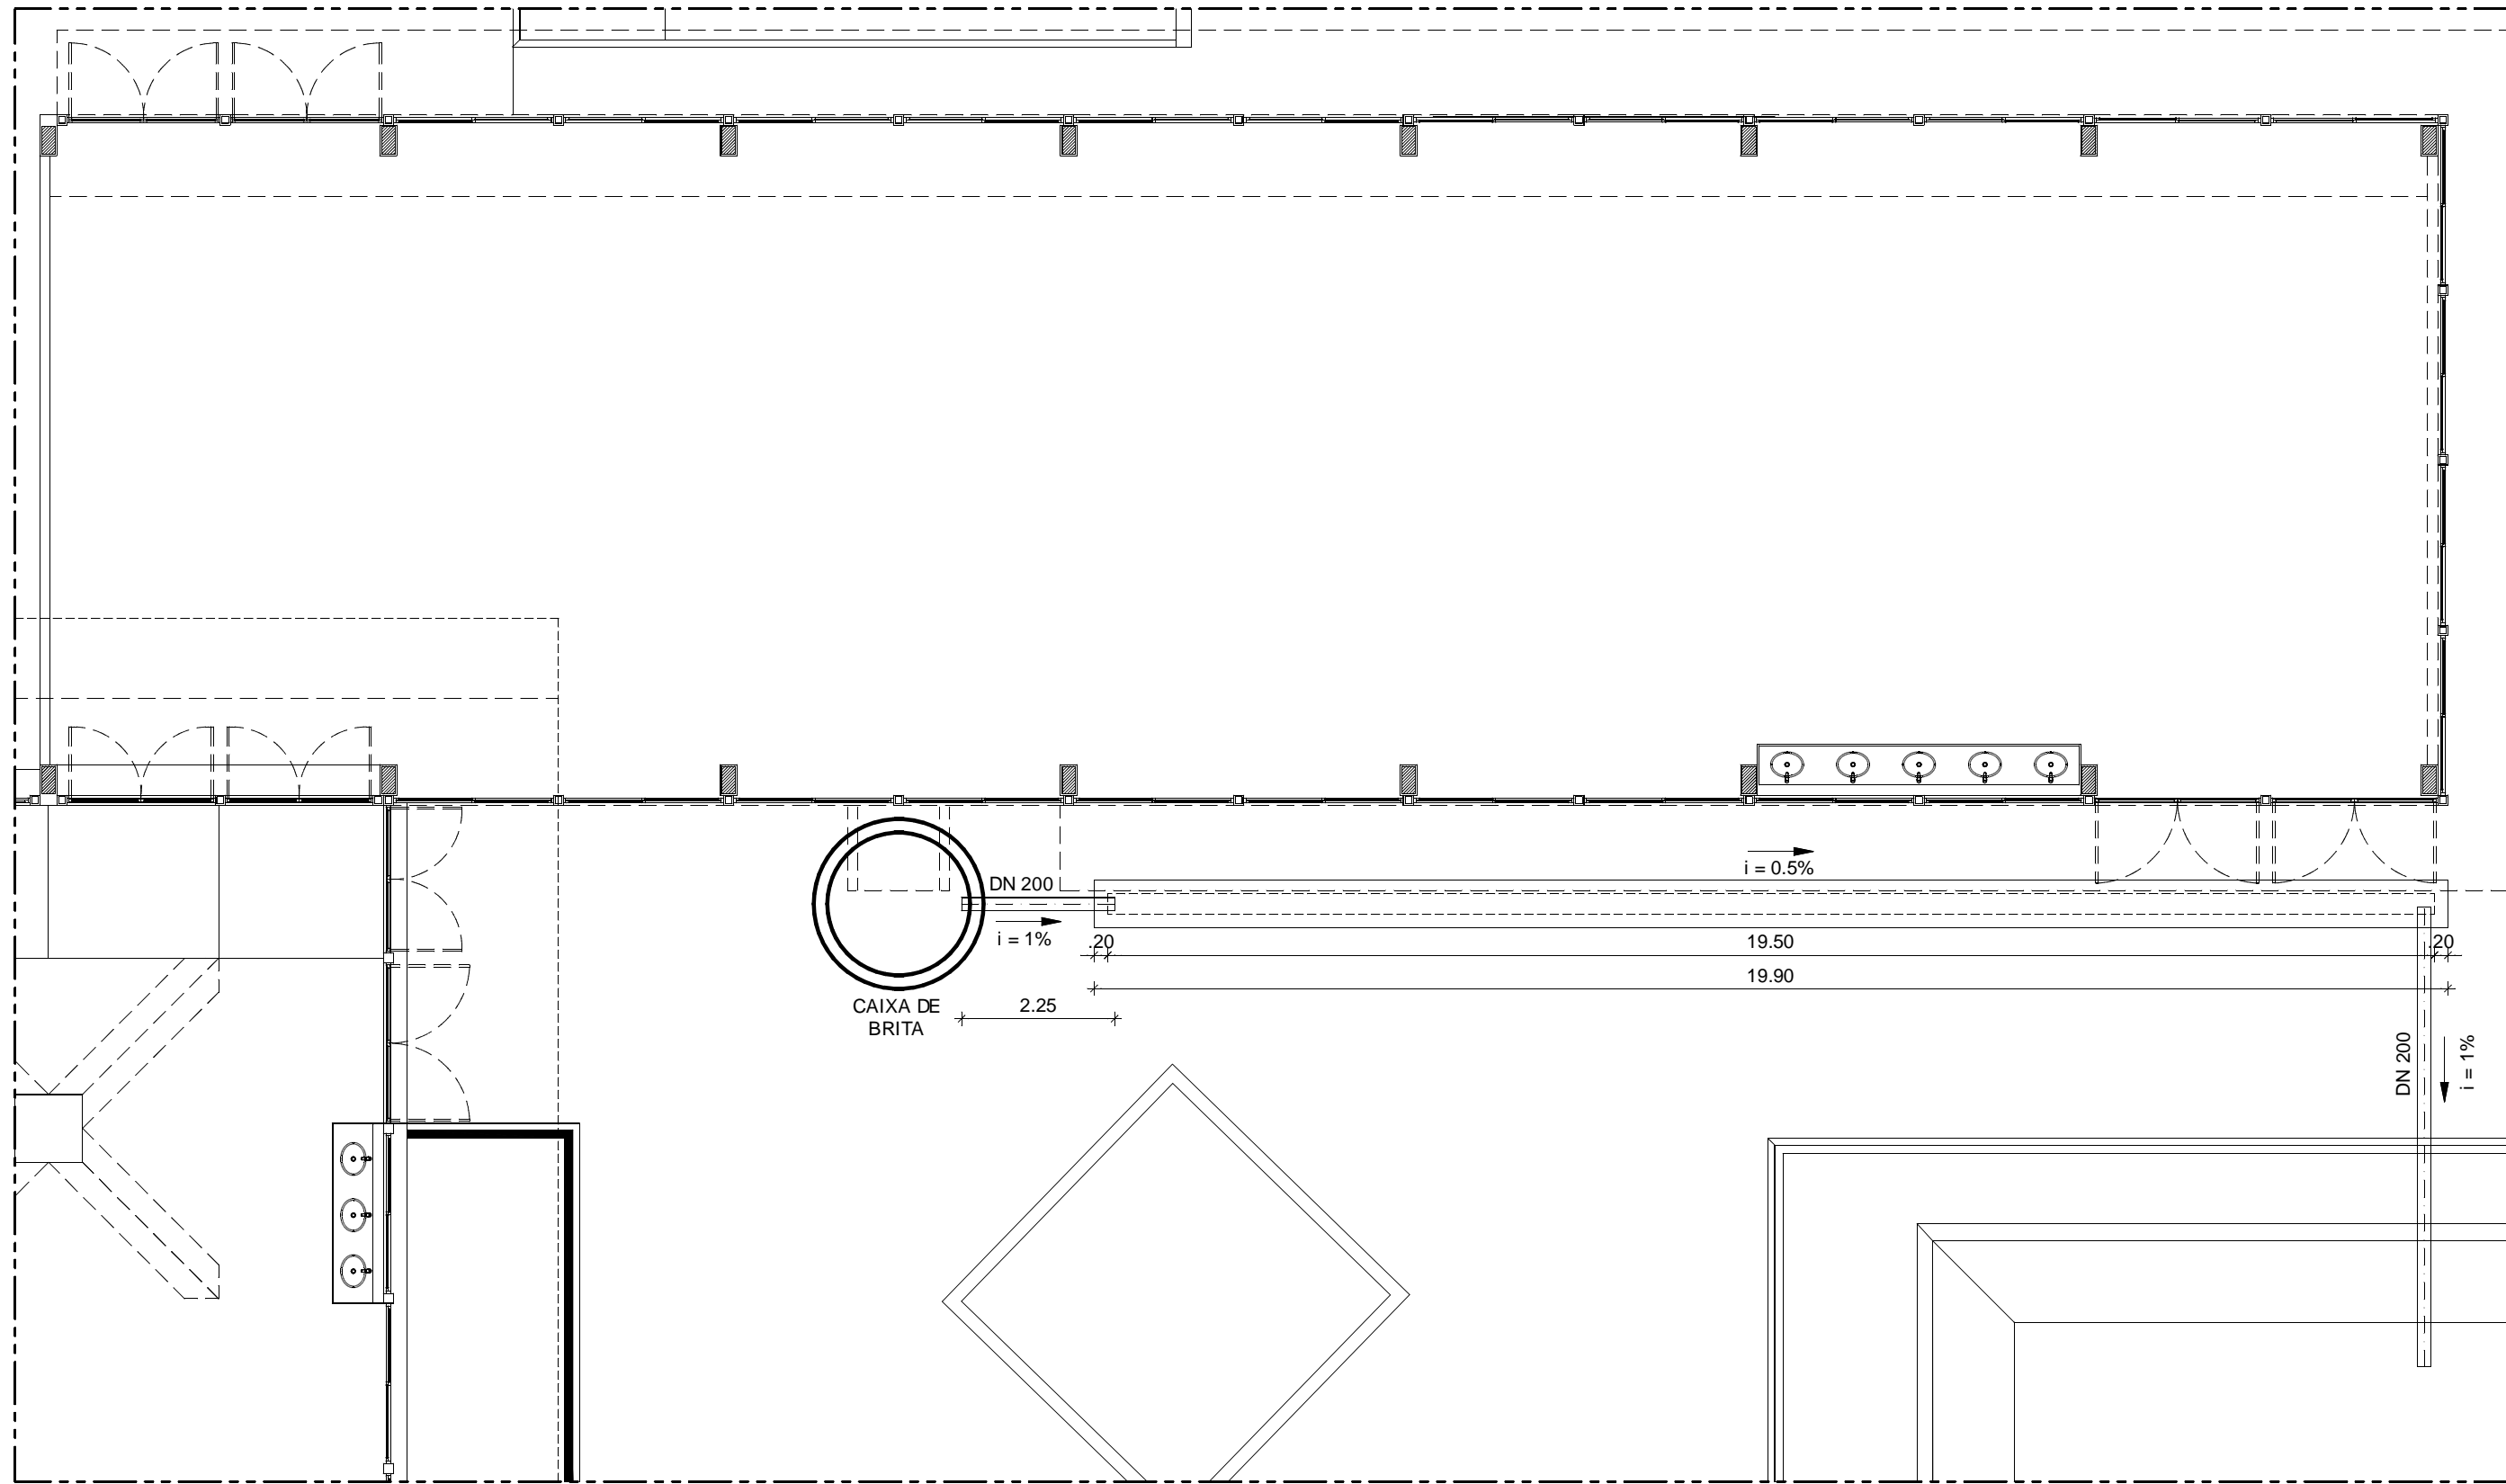 i = 0.5%
DN 200
i = 1%
.20
19.50
.20
19.90
2.25
CAIXA DE
BRITA
DN 200
i = 1%